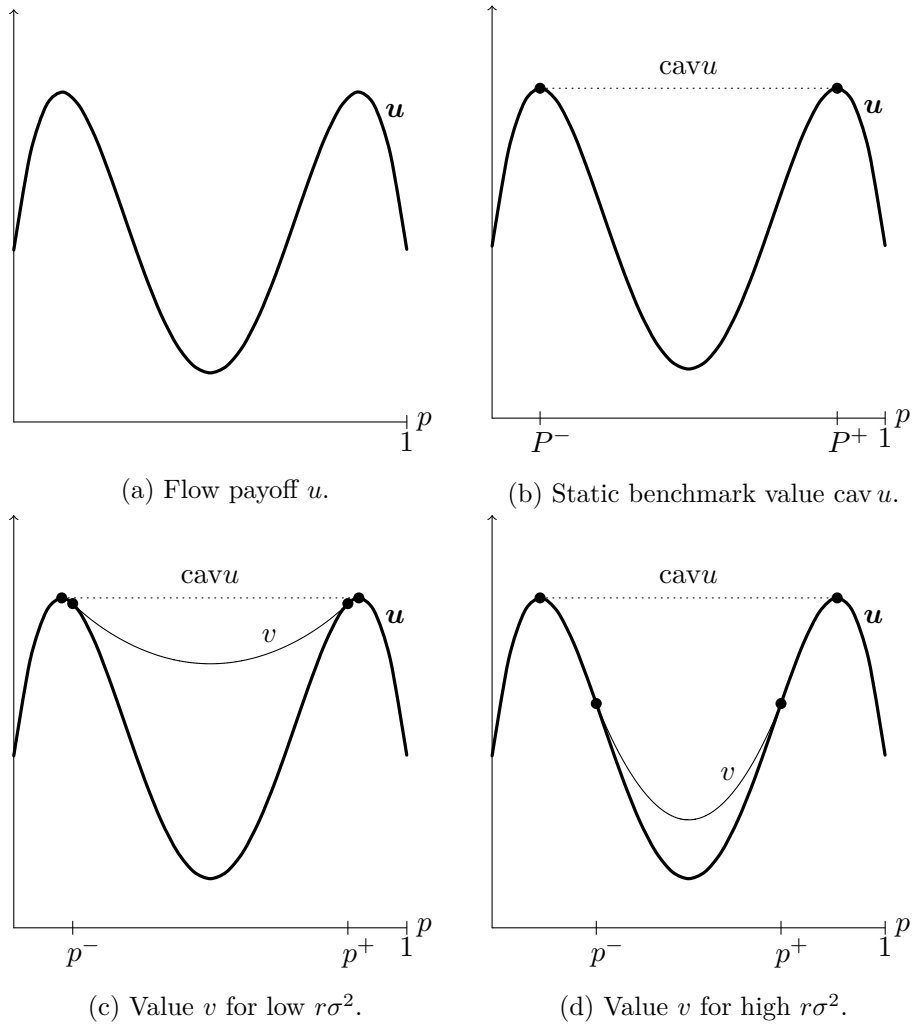 u
p
1
(a) Flow payoff u.
cavu
u
p
P⁻
P⁺ 1
(b) Static benchmark value cav u.
cavu
u
v
p
p⁻
p⁺ 1
(c) Value v for low rσ².
cavu
u
v
p
p⁻
p⁺ 1
(d) Value v for high rσ².